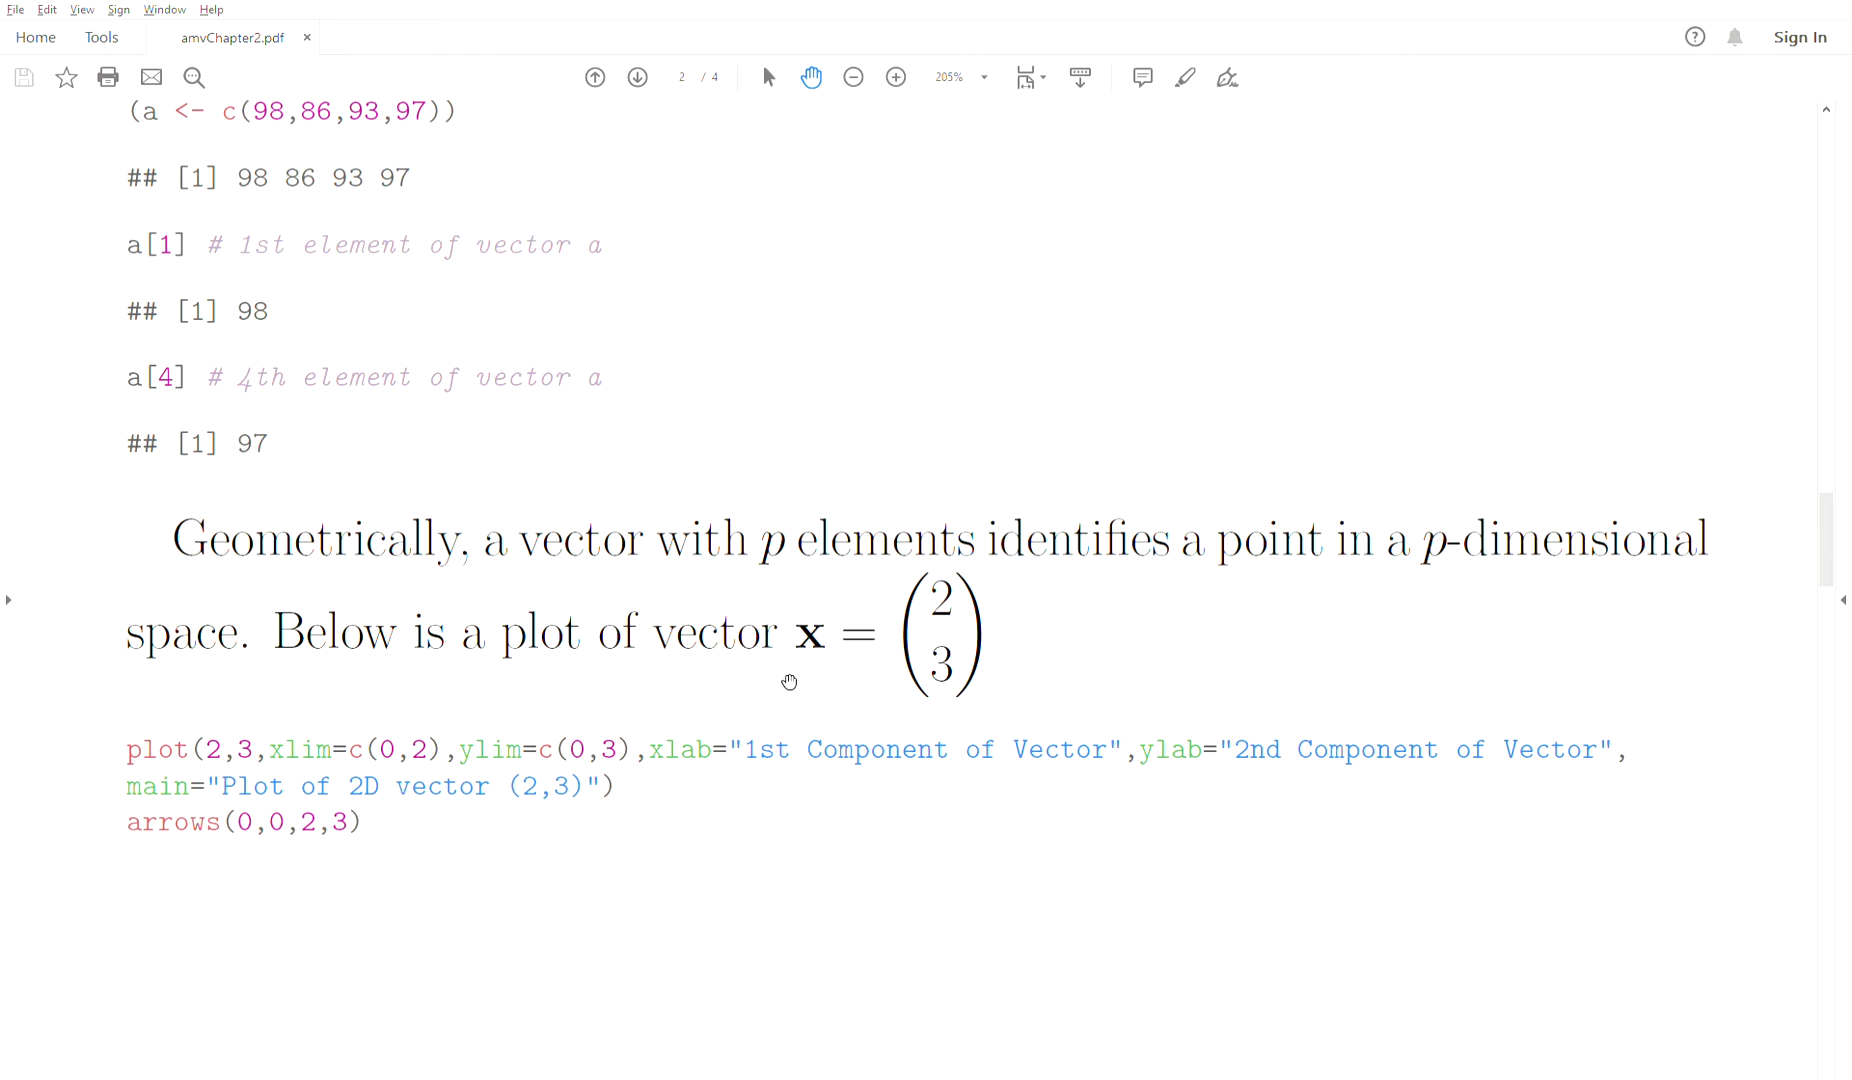 File Edit View Sign Window Help
Home Tools amvChapter2.pdf × Sign In
2 / 4 205%
(a <- c(98,86,93,97))
## [1] 98 86 93 97
a[1] # 1st element of vector a
## [1] 98
a[4] # 4th element of vector a
## [1] 97
Geometrically, a vector with p elements identifies a point in a p-dimensional
space. Below is a plot of vector x = (2
3)
plot(2,3,xlim=c(0,2),ylim=c(0,3),xlab="1st Component of Vector",ylab="2nd Component of Vector",
main="Plot of 2D vector (2,3)")
arrows(0,0,2,3)